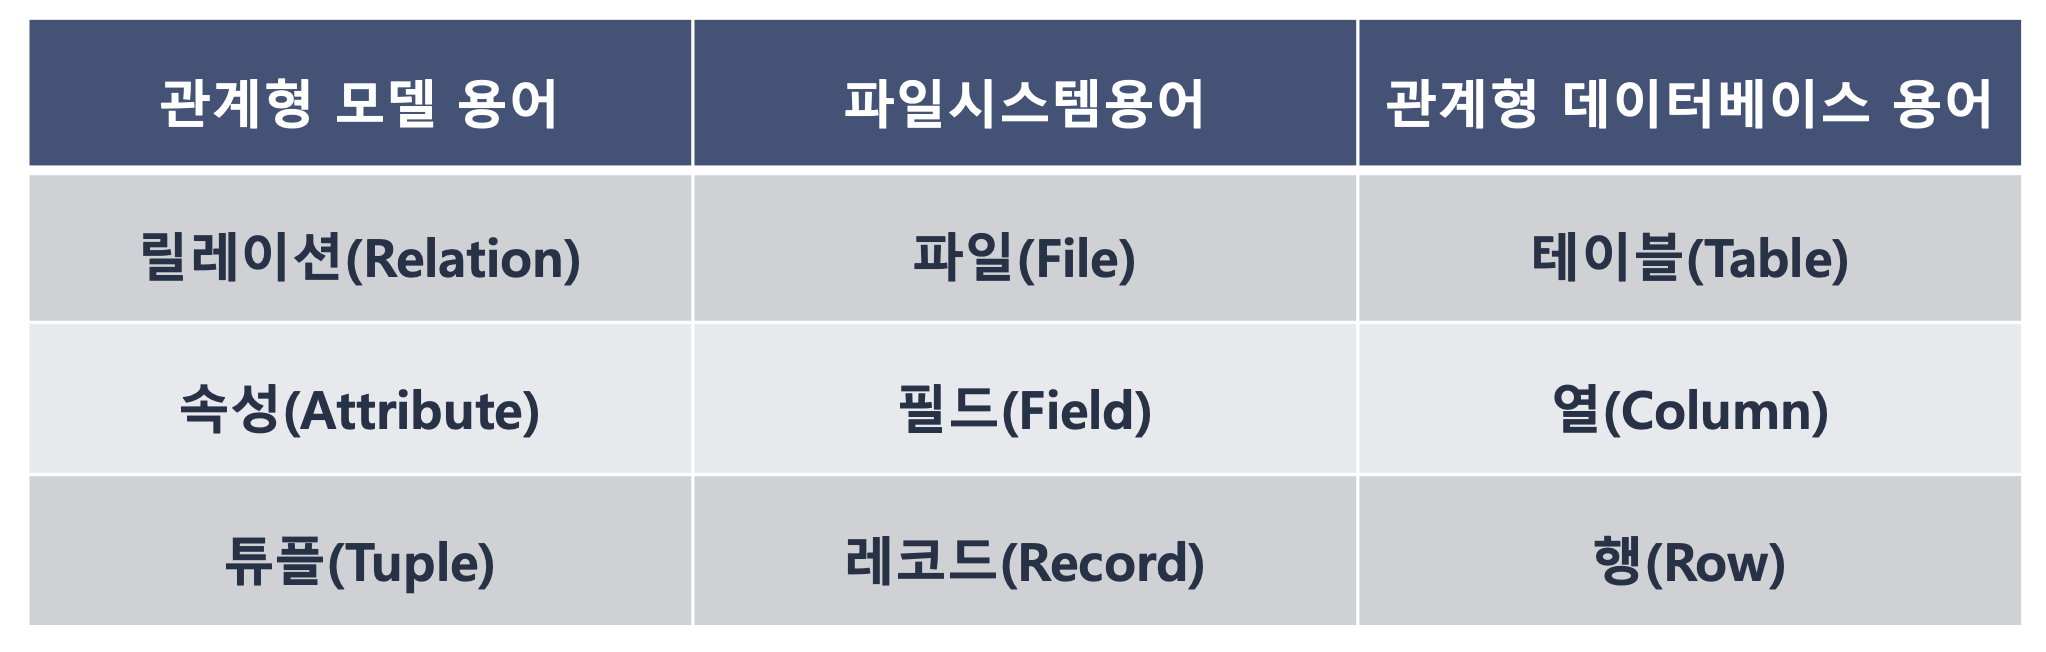 관계형 모델 용어 파일시스템용어 관계형 데이터베이스 용어
릴레이션(Relation) 파일(File) 테이블(Table)
속성(Attribute) 필드(Field) 열(Column)
튜플(Tuple) 레코드(Record) 행(Row)